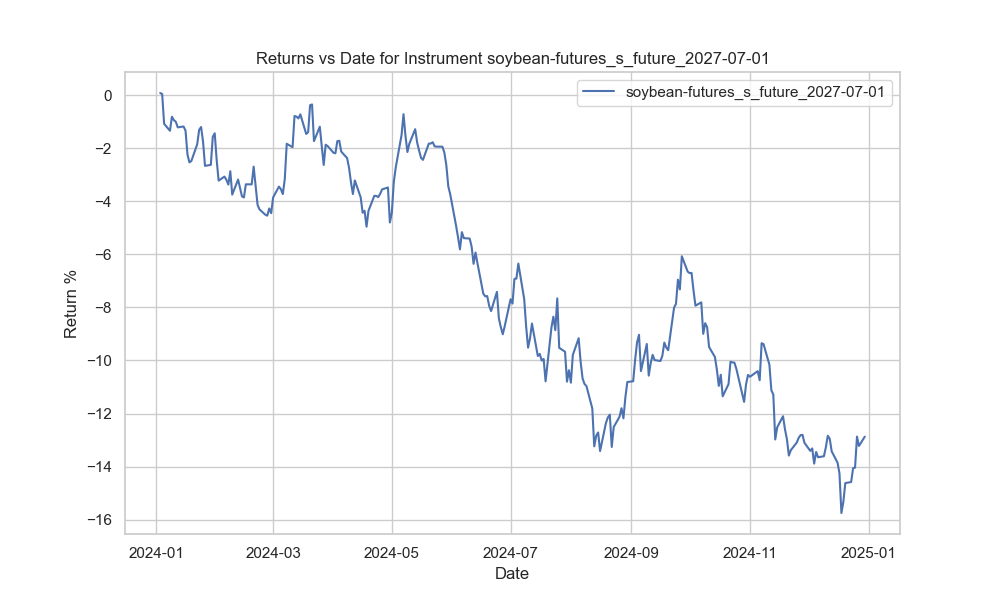 Returns vs Date for Instrument soybean-futures_s_future_2027-07-01
soybean-futures_s_future_2027-07-01
Return %
0
−2
−4
−6
−8
−10
−12
−14
−16
2024-01 2024-03 2024-05 2024-07 2024-09 2024-11 2025-01
Date